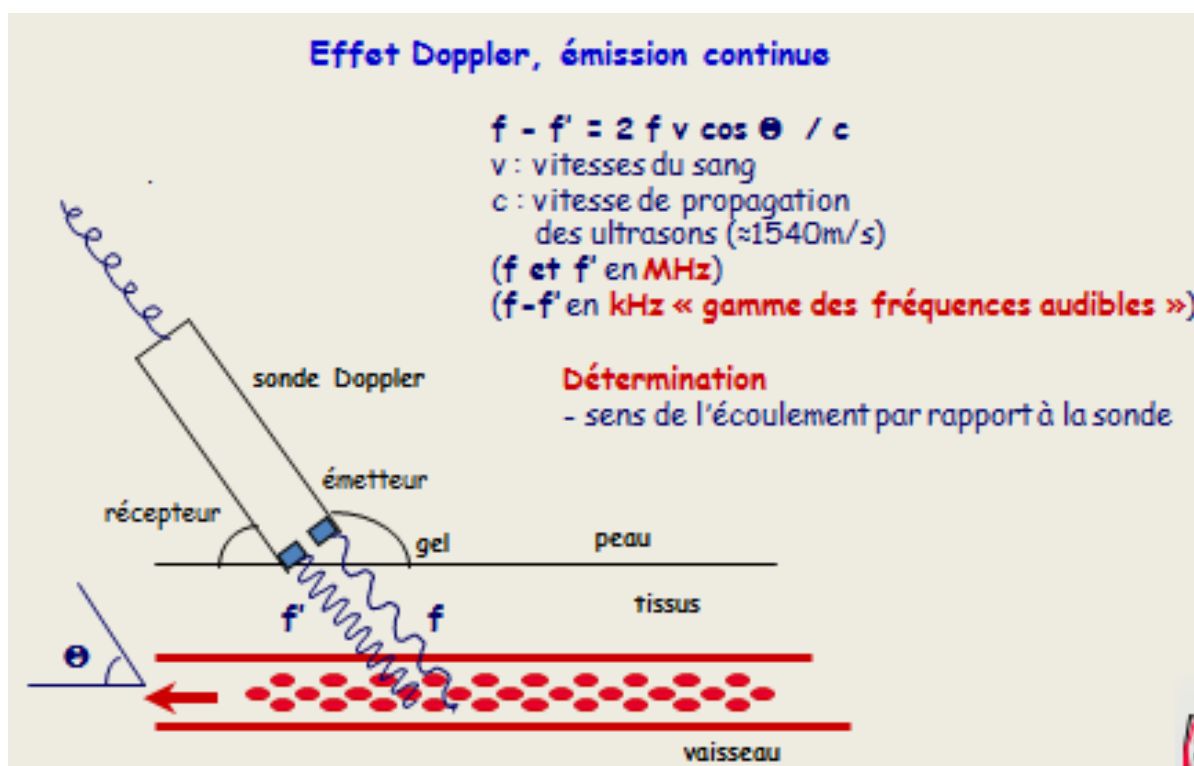 Effet Doppler, émission continue
f - f' = 2 f v cos Θ / c
v : vitesses du sang
c : vitesse de propagation
des ultrasons (≈1540m/s)
(f et f' en MHz)
(f-f' en kHz « gamme des fréquences audibles »)
sonde Doppler
Détermination
- sens de l'écoulement par rapport à la sonde
émetteur
récepteur
gel
peau
f'
f
tissus
Θ
vaisseau